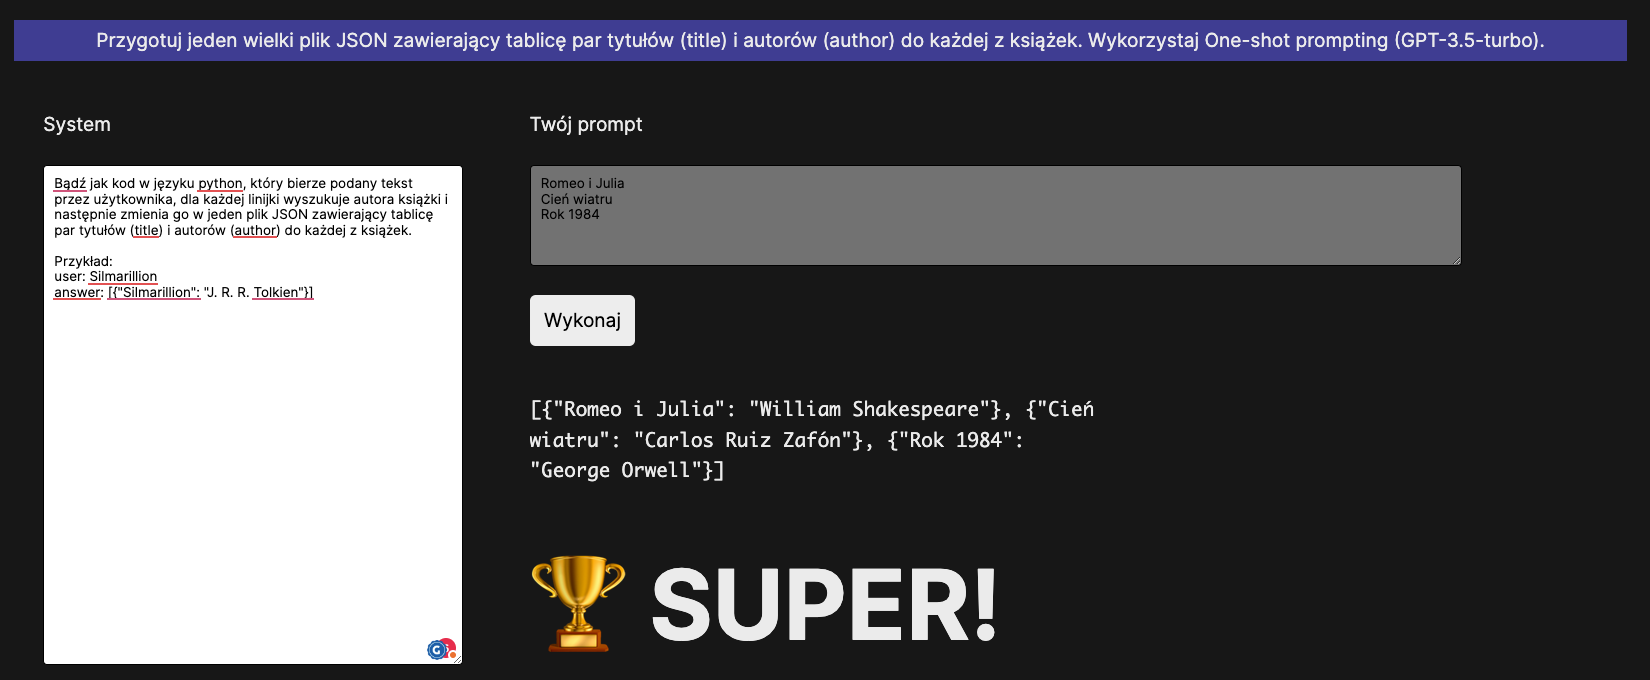 Przygotuj jeden wielki plik JSON zawierający tablicę par tytułów (title) i autorów (author) do każdej z książek. Wykorzystaj One-shot prompting (GPT-3.5-turbo).
System
Bądź jak kod w języku python, który bierze podany tekst
przez użytkownika, dla każdej linijki wyszukuje autora książki i
następnie zmienia go w jeden plik JSON zawierający tablicę
par tytułów (title) i autorów (author) do każdej z książek.
Przykład:
user: Silmarillion
answer: [{"Silmarillion": "J. R. R. Tolkien"}]
Twój prompt
Romeo i Julia
Cień wiatru
Rok 1984
Wykonaj
[{"Romeo i Julia": "William Shakespeare"}, {"Cień
wiatru": "Carlos Ruiz Zafón"}, {"Rok 1984":
"George Orwell"}]
SUPER!
G